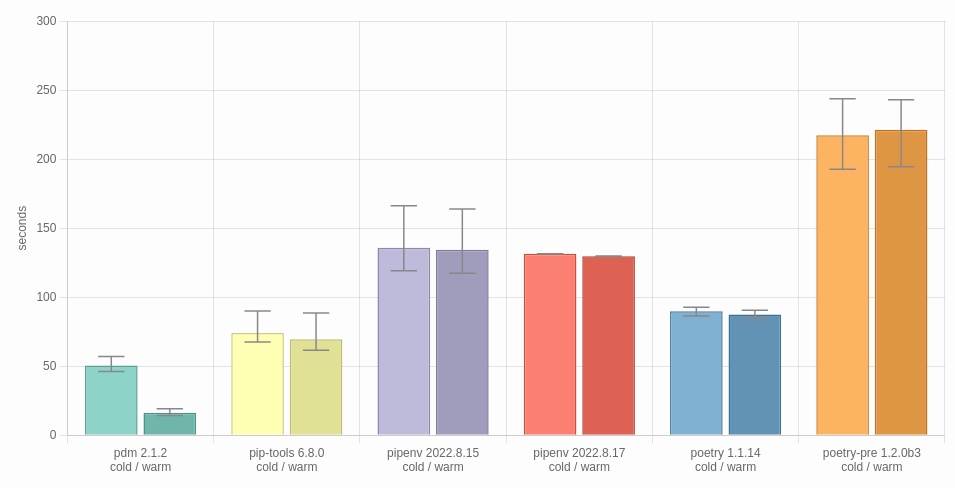 300
250
200
150
100
50
0
seconds
pdm 2.1.2
cold / warm
pip-tools 6.8.0
cold / warm
pipenv 2022.8.15
cold / warm
pipenv 2022.8.17
cold / warm
poetry 1.1.14
cold / warm
poetry-pre 1.2.0b3
cold / warm